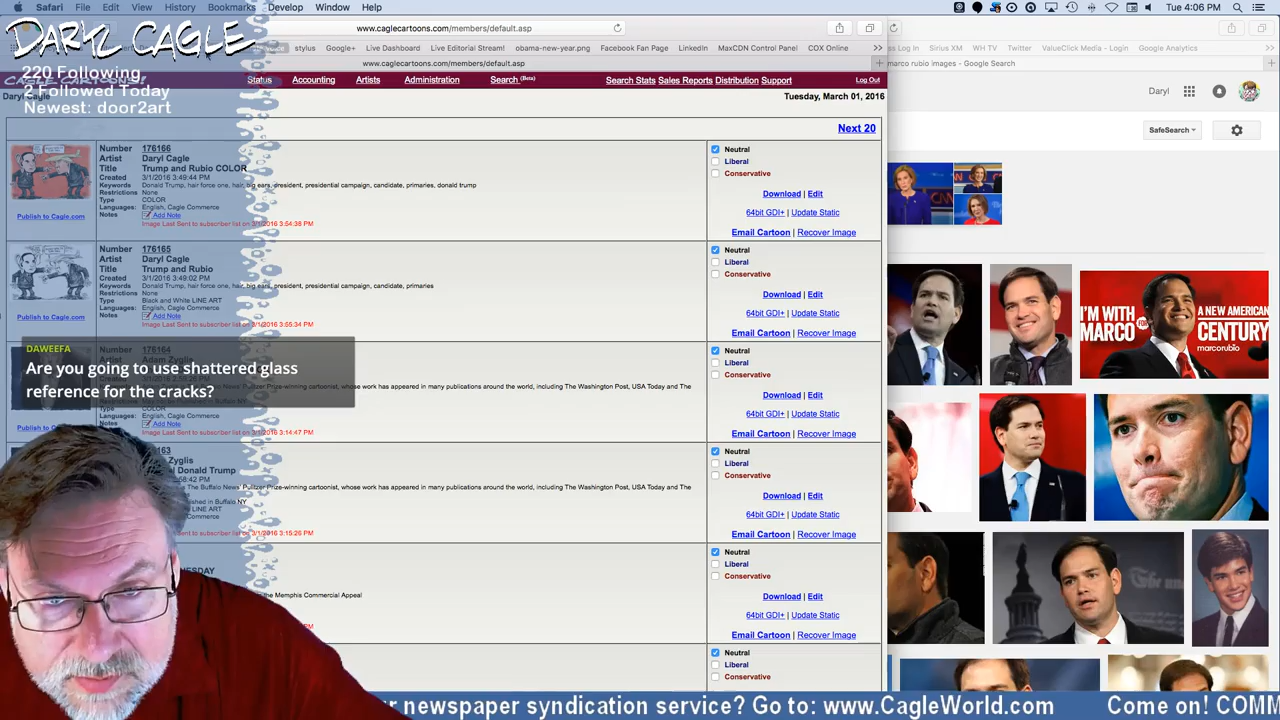 Safari File Edit View History Bookmarks Develop Window Help
Tue 4:06 PM
DARYL CAGLE
220 Following
2 Followed Today
Newest: door2art
www.caglecartoons.com/members/default.asp
stylus Google+ Live Dashboard Live Editorial Stream! obama-new-year.png Facebook Fan Page LinkedIn MaxCDN Control Panel COX Online
Log In Sirius XM WH TV Twitter ValueClick Media - Login Google Analytics
www.caglecartoons.com/members/default.asp
marco rubio images - Google Search
CAGLE CARTOONS!
Status Accounting Artists Administration Search (Beta) Search Stats Sales Reports Distribution Support Log Out
Daryl Cagle
Tuesday, March 01, 2016
Daryl
SafeSearch
Next 20
Number 176166
Artist Daryl Cagle
Title Trump and Rubio COLOR
Created 3/1/2016 3:49:44 PM
Keywords Donald Trump, hair force one, hair, big ears, president, presidential campaign, candidate, primaries, donald trump
Restrictions None
Type COLOR
Languages: English, Cagle Commerce
Notes Add Note
Image Last Sent to subscriber list on 3/1/2016 3:54:38 PM
Publish to Cagle.com
Neutral
Liberal
Conservative
Download | Edit
64bit GDI+ | Update Static
Email Cartoon | Recover Image
Number 176165
Artist Daryl Cagle
Title Trump and Rubio
Created 3/1/2016 3:49:02 PM
Keywords Donald Trump, hair force one, hair, big ears, president, presidential campaign, candidate, primaries
Restrictions None
Type Black and White LINE ART
Languages: English, Cagle Commerce
Notes Add Note
Image Last Sent to subscriber list on 3/1/2016 3:55:34 PM
Publish to Cagle.com
Neutral
Liberal
Conservative
Download | Edit
64bit GDI+ | Update Static
Email Cartoon | Recover Image
DAWEEFA
Are you going to use shattered glass
reference for the cracks?
Number 176164
Artist Adam Zyglis
News' Pulitzer Prize-winning cartoonist, whose work has appeared in many publications around the world, including The Washington Post, USA Today and The
COLOR
Languages: English, Cagle Commerce
Notes Add Note
Image Last Sent to subscriber list on 3/1/2016 3:14:47 PM
Neutral
Liberal
Conservative
Download | Edit
64bit GDI+ | Update Static
Email Cartoon | Recover Image
163
Zyglis
Donald Trump
:58:42 PM
The Buffalo News' Pulitzer Prize-winning cartoonist, whose work has appeared in many publications around the world, including The Washington Post, USA Today and The
in Buffalo NY
LINE ART
Commerce
sent to subscriber list on 3/1/2016 3:15:26 PM
Neutral
Liberal
Conservative
Download | Edit
64bit GDI+ | Update Static
Email Cartoon | Recover Image
the Memphis Commercial Appeal
Neutral
Liberal
Conservative
Download | Edit
64bit GDI+ | Update Static
Email Cartoon | Recover Image
Neutral
Liberal
Conservative
I'M WITH MARCO FOR A NEW AMERICAN CENTURY
marcorubio
newspaper syndication service? Go to: www.CagleWorld.com Come on! COMM